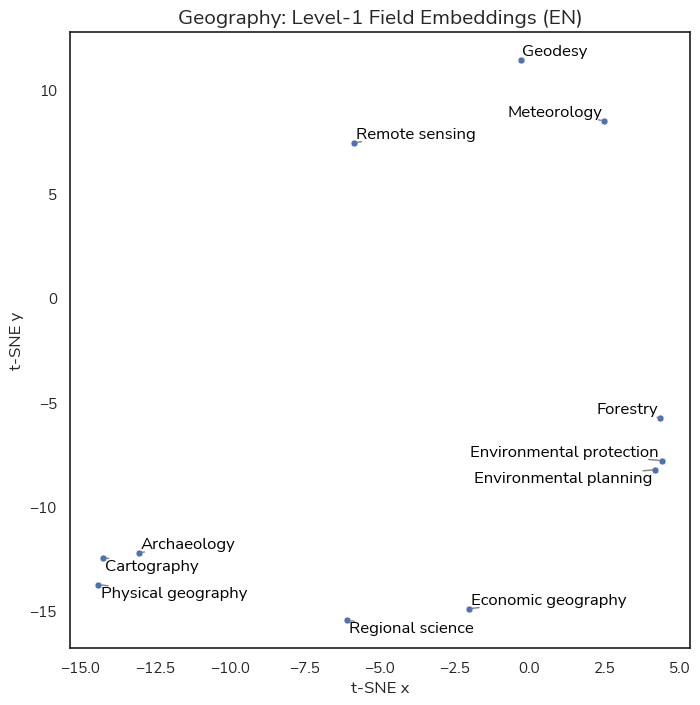 Geography: Level-1 Field Embeddings (EN)
Geodesy
Meteorology
Remote sensing
Forestry
Environmental protection
Environmental planning
Archaeology
Cartography
Physical geography
Economic geography
Regional science
10
5
0
−5
−10
−15
t-SNE y
−15.0 −12.5 −10.0 −7.5 −5.0 −2.5 0.0 2.5 5.0
t-SNE x